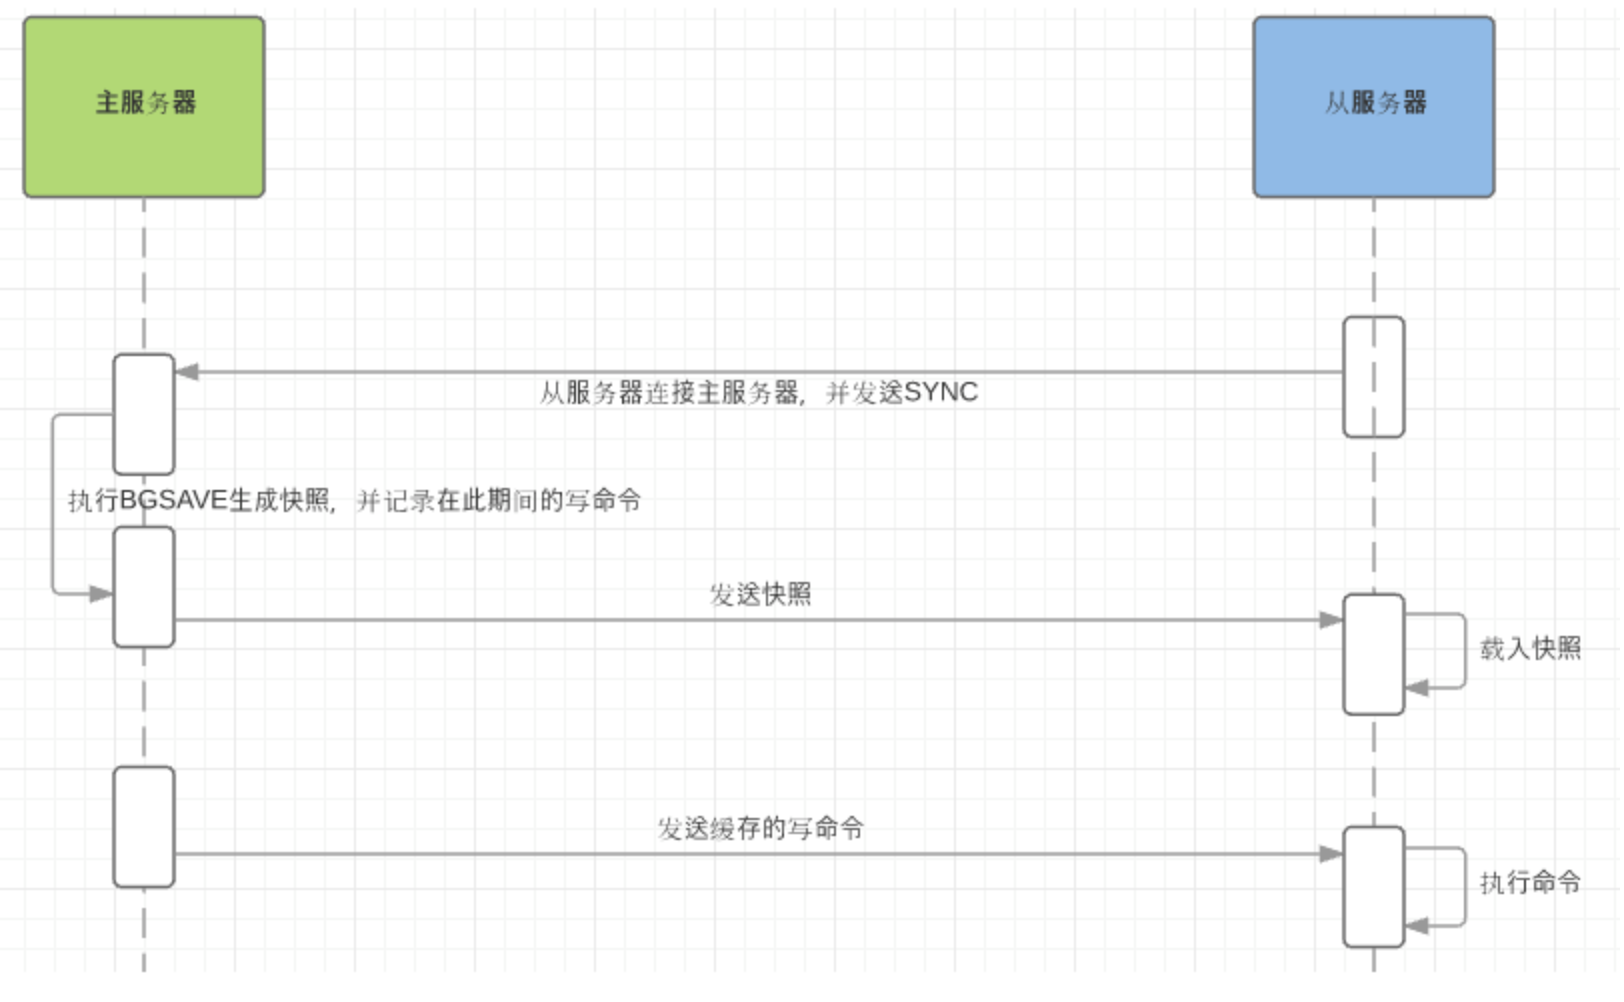 主服务器
从服务器
从服务器连接主服务器，并发送SYNC
执行BGSAVE生成快照，并记录在此期间的写命令
发送快照
载入快照
发送缓存的写命令
执行命令